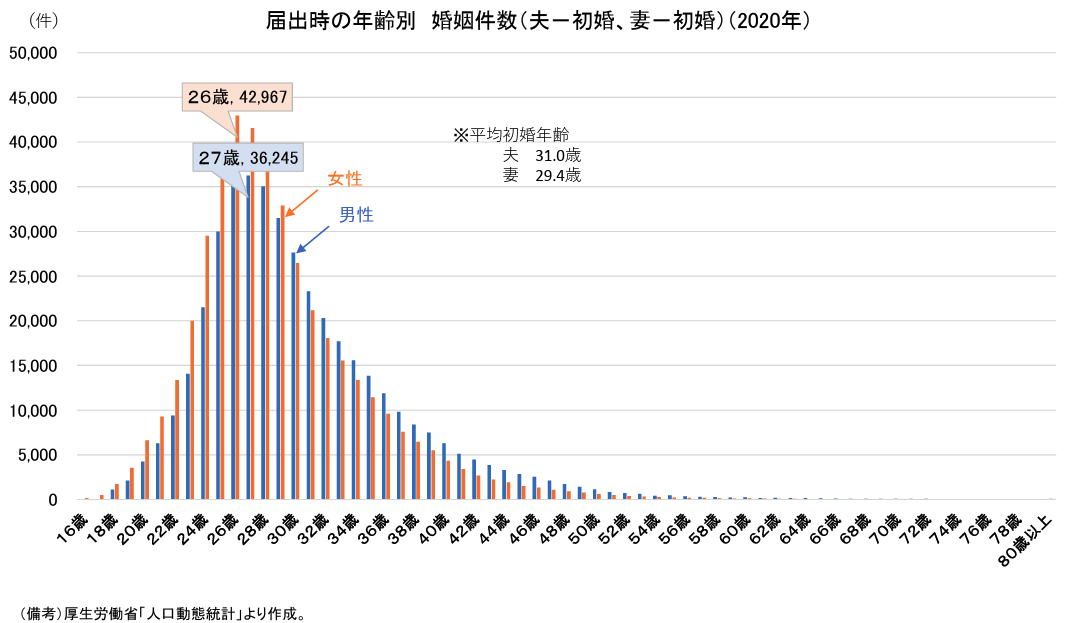 届出時の年齢別　婚姻件数（夫－初婚、妻－初婚）（2020年）
（件）
50,000
45,000
40,000
35,000
30,000
25,000
20,000
15,000
10,000
5,000
0
26歳, 42,967
27歳, 36,245
※平均初婚年齢
夫　31.0歳
妻　29.4歳
女性
男性
16歳
18歳
20歳
22歳
24歳
26歳
28歳
30歳
32歳
34歳
36歳
38歳
40歳
42歳
44歳
46歳
48歳
50歳
52歳
54歳
56歳
58歳
60歳
62歳
64歳
66歳
68歳
70歳
72歳
74歳
76歳
78歳
80歳以上
（備考）厚生労働省「人口動態統計」より作成。